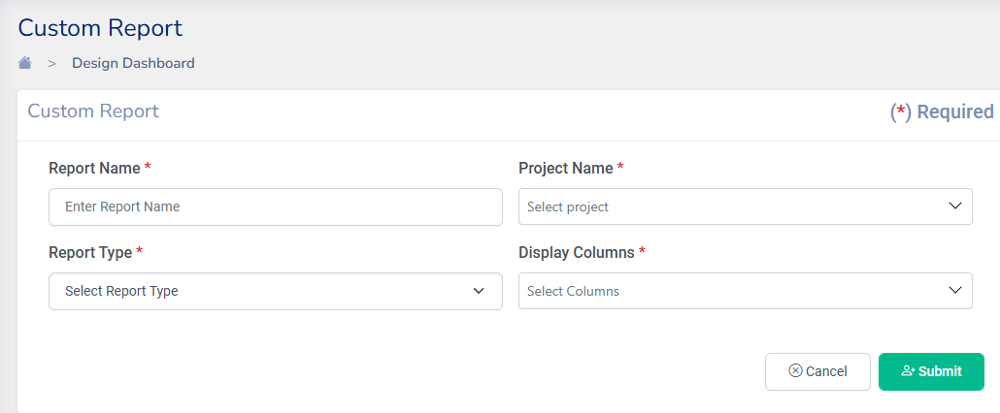 Custom Report
> Design Dashboard
Custom Report (*) Required
Report Name * Project Name *
Enter Report Name Select project
Report Type * Display Columns *
Select Report Type Select Columns
Cancel Submit